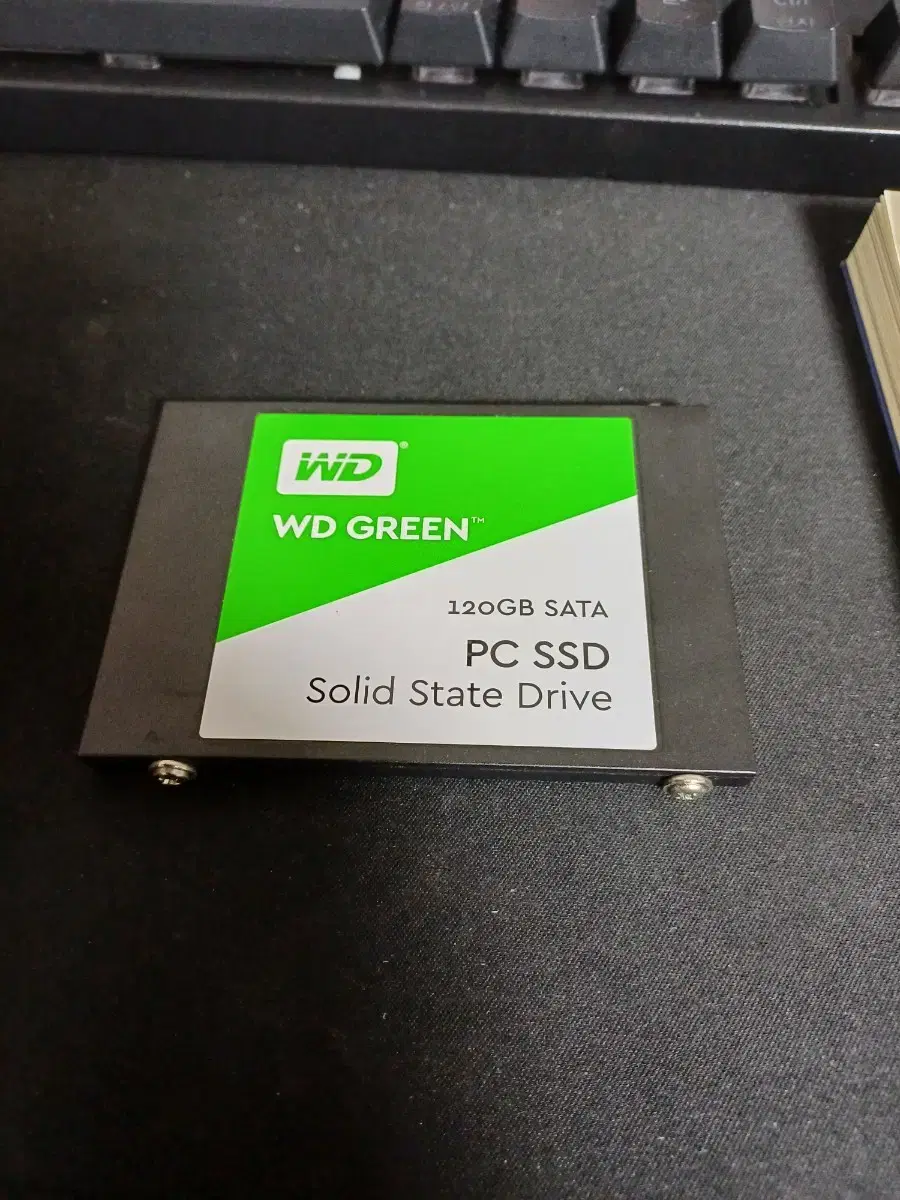 WD®
WD GREEN™
120GB SATA
PC SSD
Solid State Drive